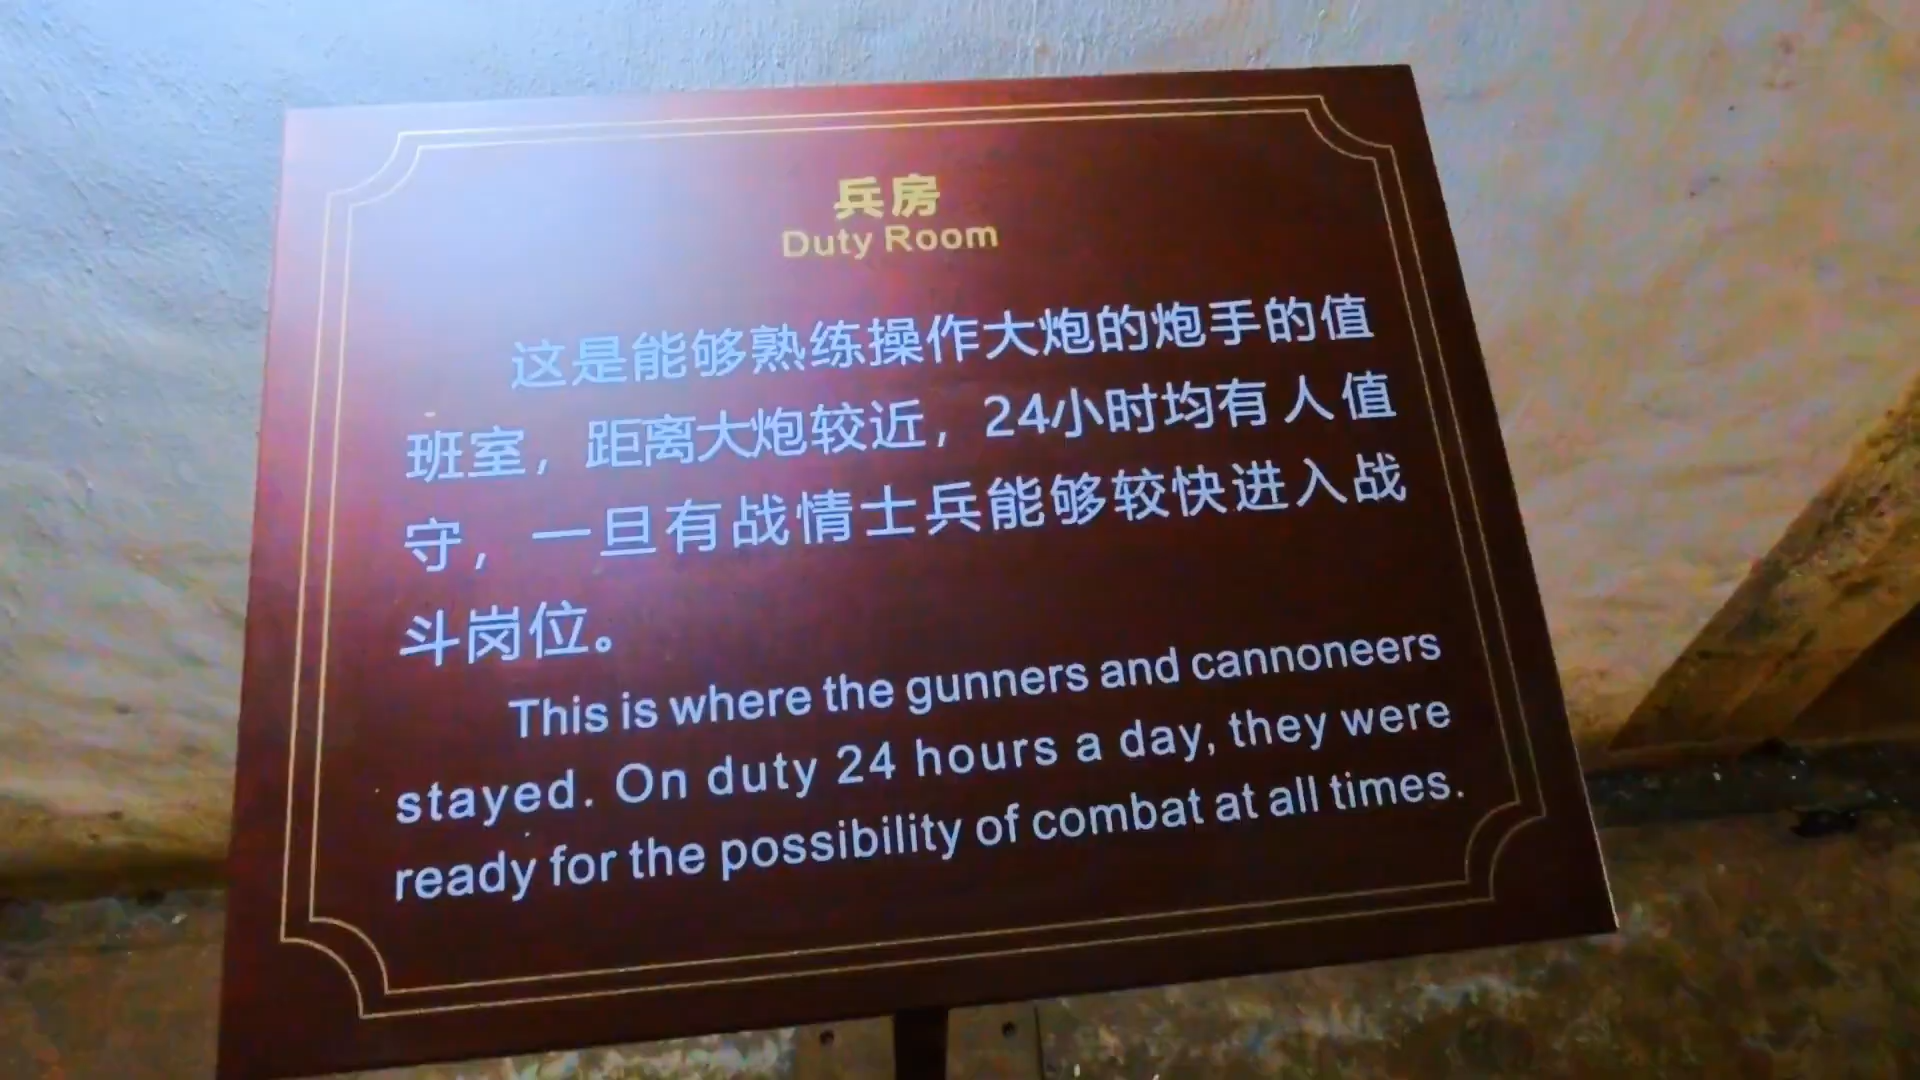 兵房
Duty Room
这是能够熟练操作大炮的炮手的值
班室，距离大炮较近，24小时均有人值
守，一旦有战情士兵能够较快进入战
斗岗位。
This is where the gunners and cannoneers
stayed. On duty 24 hours a day, they were
ready for the possibility of combat at all times.